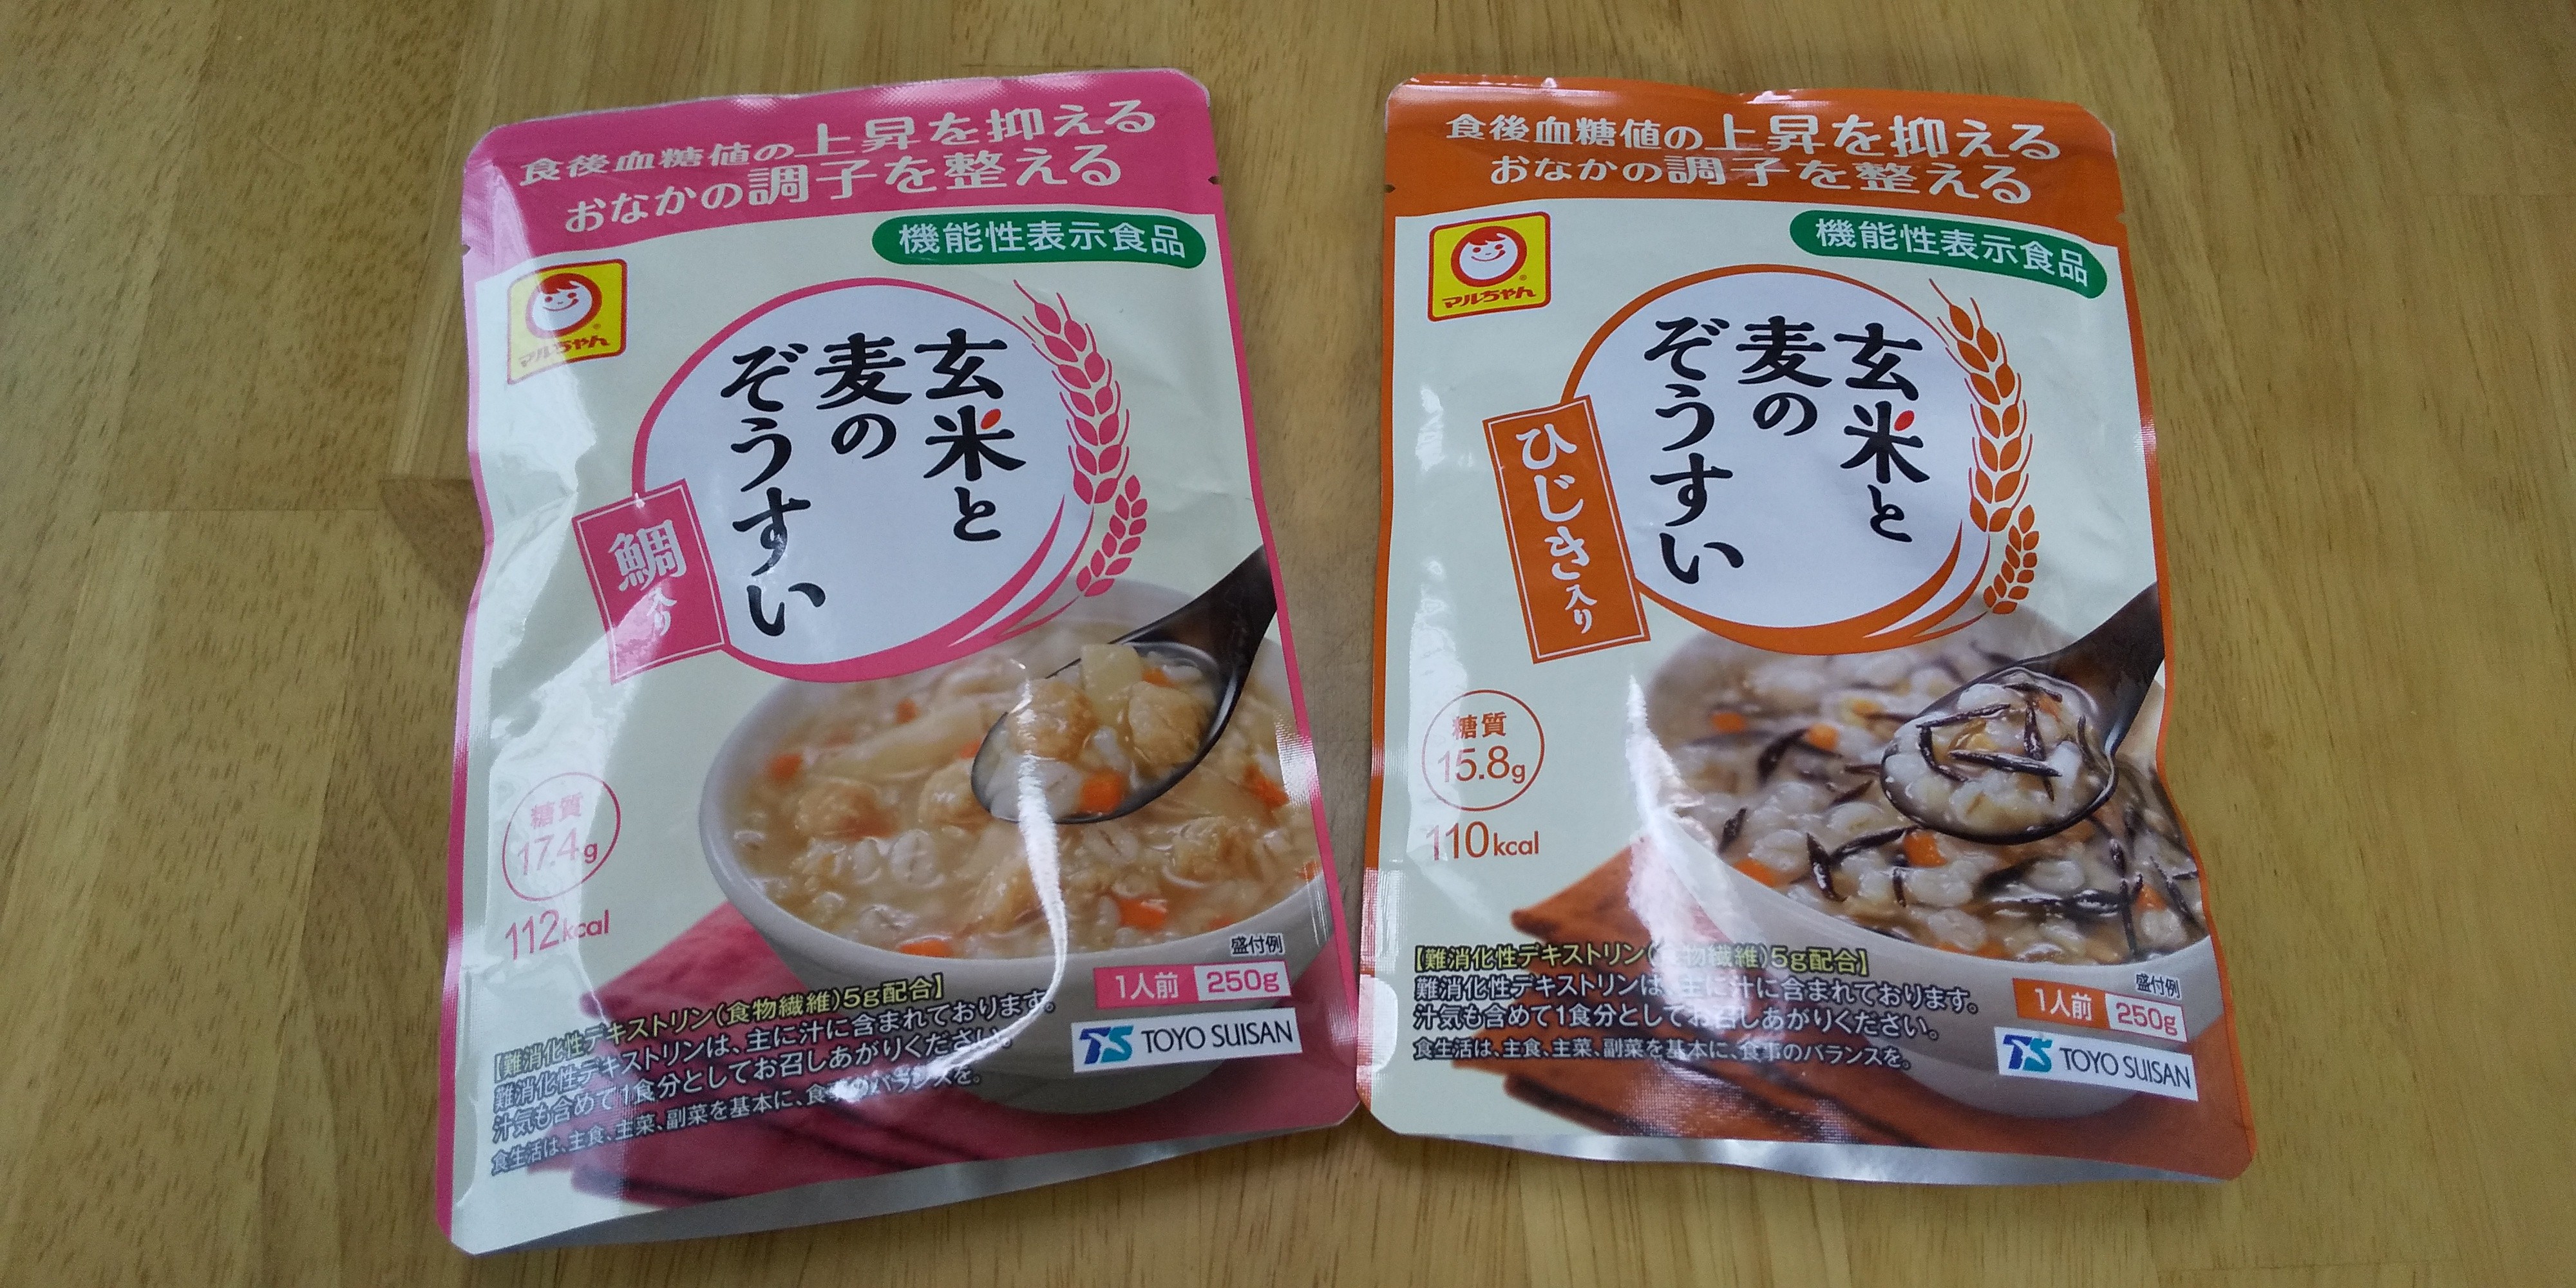 食後血糖値の上昇を抑える
おなかの調子を整える
機能性表示食品
マルちゃん
玄米と
麦の
ぞうすい
鯛入り
糖質
17.4g
112kcal
盛付例
1人前 250g
【難消化性デキストリン(食物繊維)5g配合】
難消化性デキストリンは、主に汁に含まれております。
汁気も含めて1食分としてお召しあがりください。
食生活は、主食、主菜、副菜を基本に、食事のバランスを。
TS TOYO SUISAN
食後血糖値の上昇を抑える
おなかの調子を整える
機能性表示食品
マルちゃん
玄米と
麦の
ぞうすい
ひじき入り
糖質
15.8g
110kcal
盛付例
1人前 250g
【難消化性デキストリン(食物繊維)5g配合】
難消化性デキストリンは、主に汁に含まれております。
汁気も含めて1食分としてお召しあがりください。
食生活は、主食、主菜、副菜を基本に、食事のバランスを。
TS TOYO SUISAN